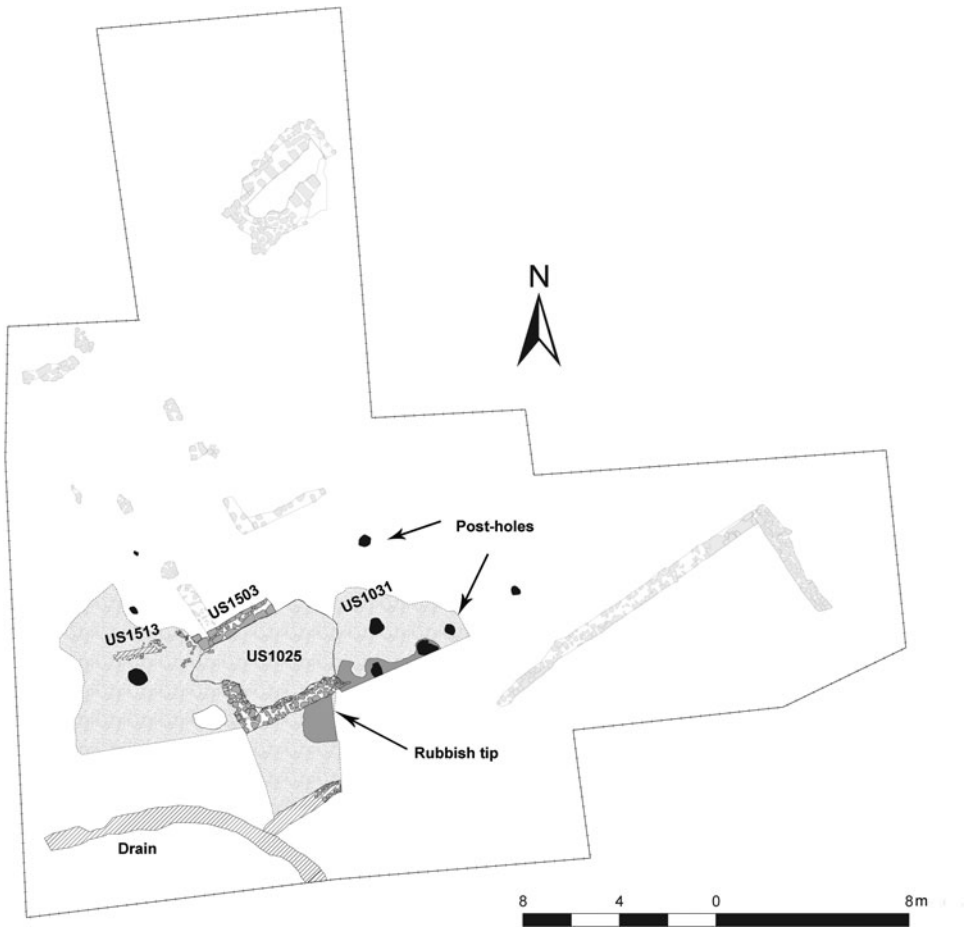 N
Post-holes
US1503
US1031
US1513
US1025
Rubbish tip
Drain
8 4 0 8m